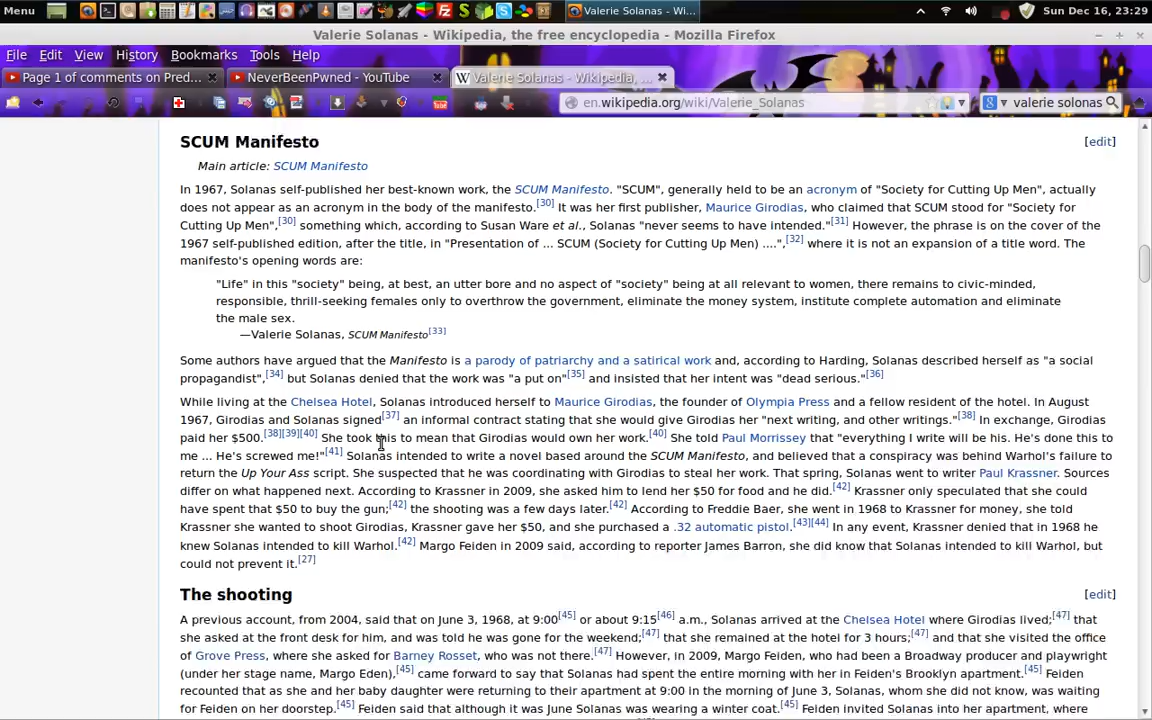 Menu
Valerie Solanas - Wi...
Sun Dec 16, 23:29
Valerie Solanas - Wikipedia, the free encyclopedia - Mozilla Firefox
File Edit View History Bookmarks Tools Help
Page 1 of comments on Pred...
NeverBeenPwned - YouTube
Valerie Solanas - Wikipedia, ...
en.wikipedia.org/wiki/Valerie_Solanas
valerie solonas
SCUM Manifesto [edit]
Main article: SCUM Manifesto
In 1967, Solanas self-published her best-known work, the SCUM Manifesto. "SCUM", generally held to be an acronym of "Society for Cutting Up Men", actually
does not appear as an acronym in the body of the manifesto.[30] It was her first publisher, Maurice Girodias, who claimed that SCUM stood for "Society for
Cutting Up Men",[30] something which, according to Susan Ware et al., Solanas "never seems to have intended."[31] However, the phrase is on the cover of the
1967 self-published edition, after the title, in "Presentation of ... SCUM (Society for Cutting Up Men) ....",[32] where it is not an expansion of a title word. The
manifesto's opening words are:
"Life" in this "society" being, at best, an utter bore and no aspect of "society" being at all relevant to women, there remains to civic-minded,
responsible, thrill-seeking females only to overthrow the government, eliminate the money system, institute complete automation and eliminate
the male sex.
—Valerie Solanas, SCUM Manifesto[33]
Some authors have argued that the Manifesto is a parody of patriarchy and a satirical work and, according to Harding, Solanas described herself as "a social
propagandist",[34] but Solanas denied that the work was "a put on"[35] and insisted that her intent was "dead serious."[36]
While living at the Chelsea Hotel, Solanas introduced herself to Maurice Girodias, the founder of Olympia Press and a fellow resident of the hotel. In August
1967, Girodias and Solanas signed[37] an informal contract stating that she would give Girodias her "next writing, and other writings."[38] In exchange, Girodias
paid her $500.[38][39][40] She took this to mean that Girodias would own her work.[40] She told Paul Morrissey that "everything I write will be his. He's done this to
me ... He's screwed me!"[41] Solanas intended to write a novel based around the SCUM Manifesto, and believed that a conspiracy was behind Warhol's failure to
return the Up Your Ass script. She suspected that he was coordinating with Girodias to steal her work. That spring, Solanas went to writer Paul Krassner. Sources
differ on what happened next. According to Krassner in 2009, she asked him to lend her $50 for food and he did.[42] Krassner only speculated that she could
have spent that $50 to buy the gun;[42] the shooting was a few days later.[42] According to Freddie Baer, she went in 1968 to Krassner for money, she told
Krassner she wanted to shoot Girodias, Krassner gave her $50, and she purchased a .32 automatic pistol.[43][44] In any event, Krassner denied that in 1968 he
knew Solanas intended to kill Warhol.[42] Margo Feiden in 2009 said, according to reporter James Barron, she did know that Solanas intended to kill Warhol, but
could not prevent it.[27]
The shooting [edit]
A previous account, from 2004, said that on June 3, 1968, at 9:00[45] or about 9:15[46] a.m., Solanas arrived at the Chelsea Hotel where Girodias lived;[47] that
she asked at the front desk for him, and was told he was gone for the weekend;[47] that she remained at the hotel for 3 hours;[47] and that she visited the office
of Grove Press, where she asked for Barney Rosset, who was not there.[47] However, in 2009, Margo Feiden, who had been a Broadway producer and playwright
(under her stage name, Margo Eden),[45] came forward to say that Solanas had spent the entire morning with her in Feiden's Brooklyn apartment.[45] Feiden
recounted that as she and her baby daughter were returning to their apartment at 9:00 in the morning of June 3, Solanas, whom she did not know, was waiting
for Feiden on her doorstep.[45] Feiden said that although it was June Solanas was wearing a winter coat.[45] Feiden invited Solanas into her apartment, where